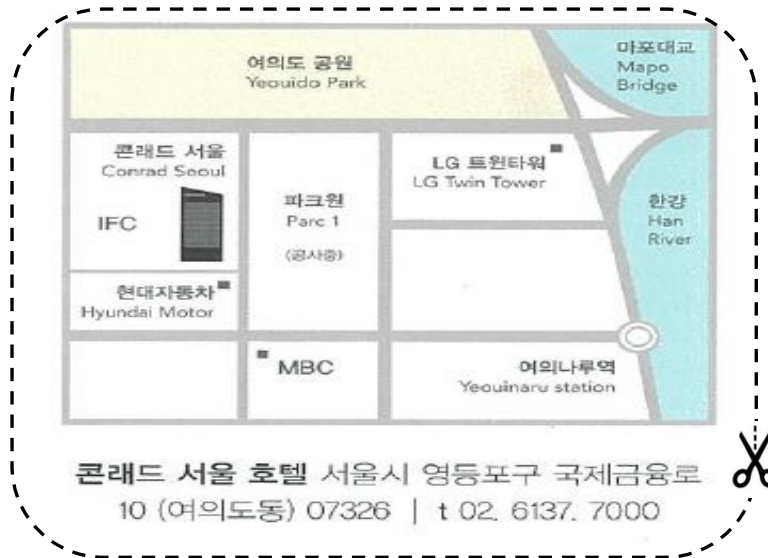 여의도 공원
Yeouido Park
마포대교
Mapo
Bridge
콘래드 서울
Conrad Seoul
IFC
파크원
Parc 1
(공사중)
LG 트윈타워
LG Twin Tower
한강
Han
River
현대자동차
Hyundai Motor
MBC
여의나루역
Yeouinaru station
콘래드 서울 호텔 서울시 영등포구 국제금융로
10 (여의도동) 07326 | t 02. 6137. 7000